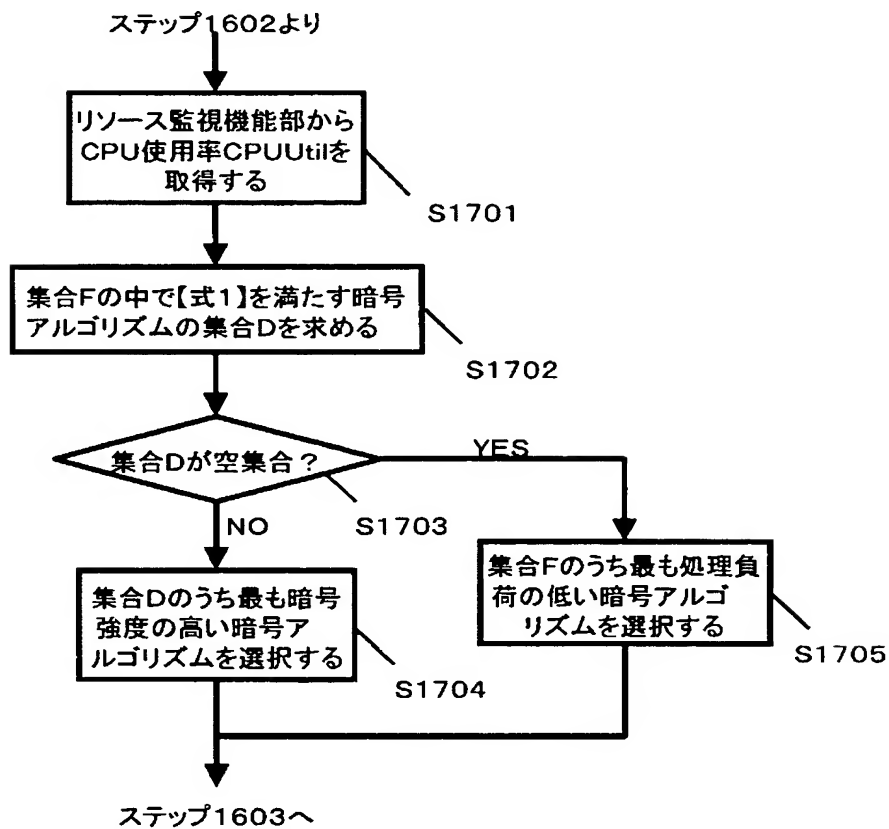 ステップ1602より
リソース監視機能部から
CPU使用率CPUUtilを
取得する
S1701
集合Fの中で【式1】を満たす暗号
アルゴリズムの集合Dを求める
S1702
集合Dが空集合?
YES
S1703
NO
集合Dのうち最も暗号
強度の高い暗号ア
ルゴリズムを選択する
S1704
集合Fのうち最も処理負
荷の低い暗号アルゴ
リズムを選択する
S1705
ステップ1603へ